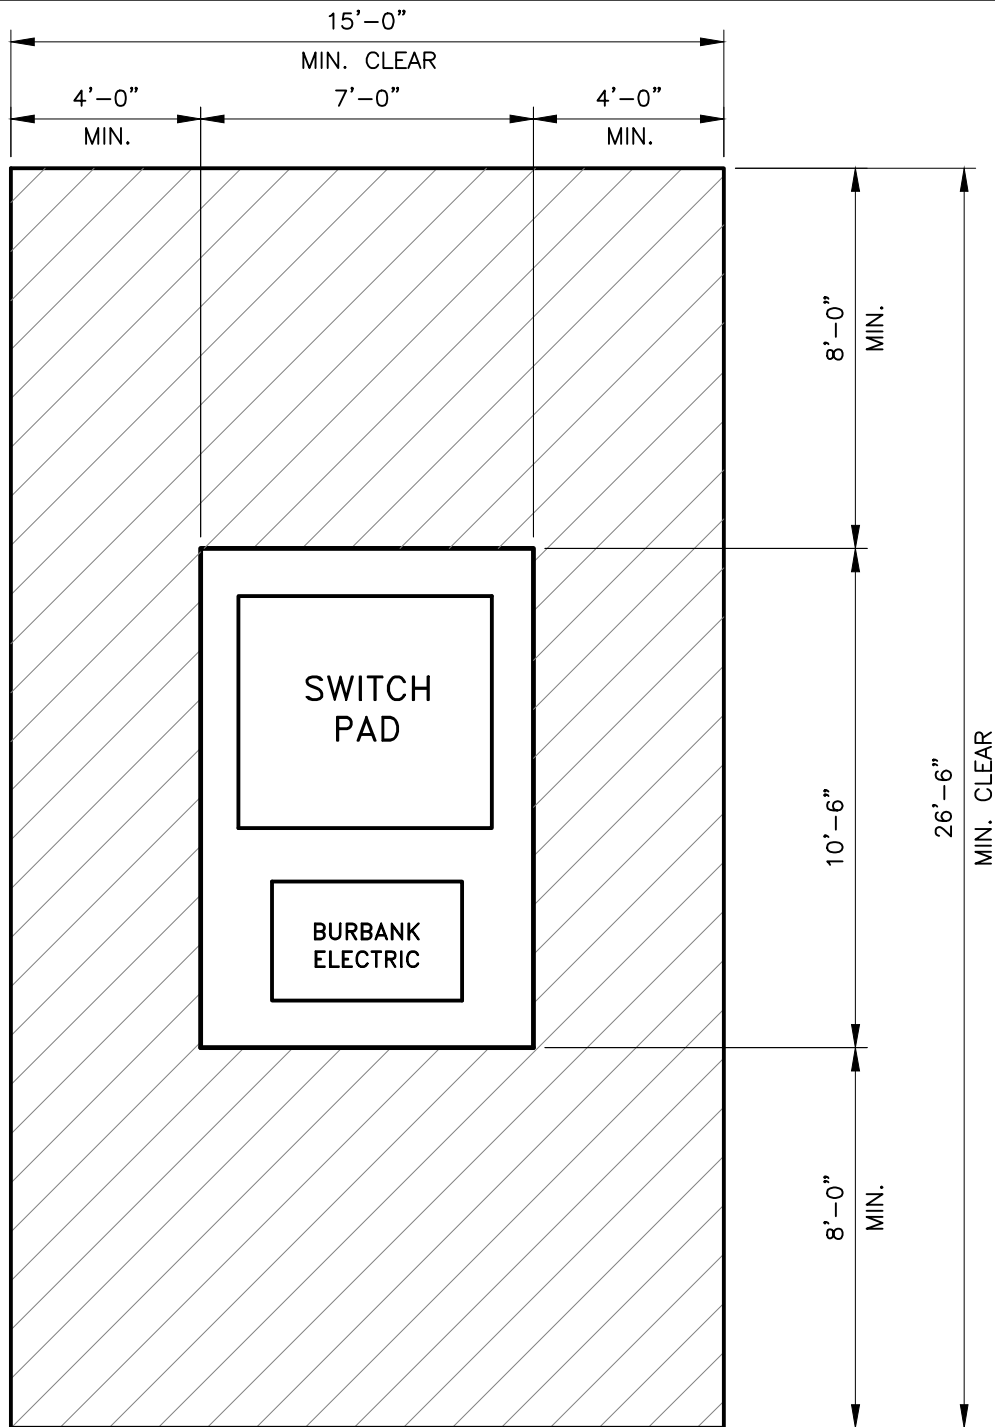 15'-0"
MIN. CLEAR
4'-0"
7'-0"
4'-0"
MIN.
MIN.
8'-0"
MIN.
SWITCH
PAD
10'-6"
26'-6"
MIN. CLEAR
BURBANK
ELECTRIC
8'-0"
MIN.